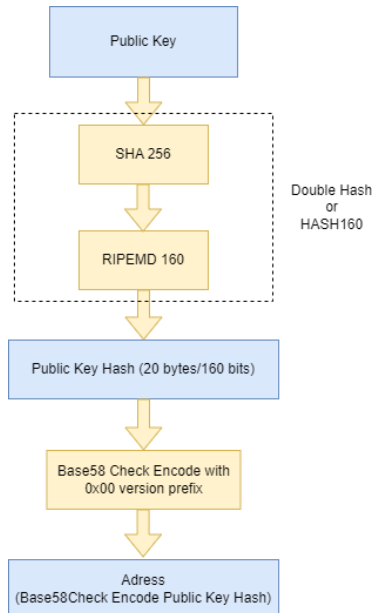 Public Key
SHA 256
Double Hash
or
HASH160
RIPEMD 160
Public Key Hash (20 bytes/160 bits)
Base58 Check Encode with
0x00 version prefix
Adress
(Base58Check Encode Public Key Hash)